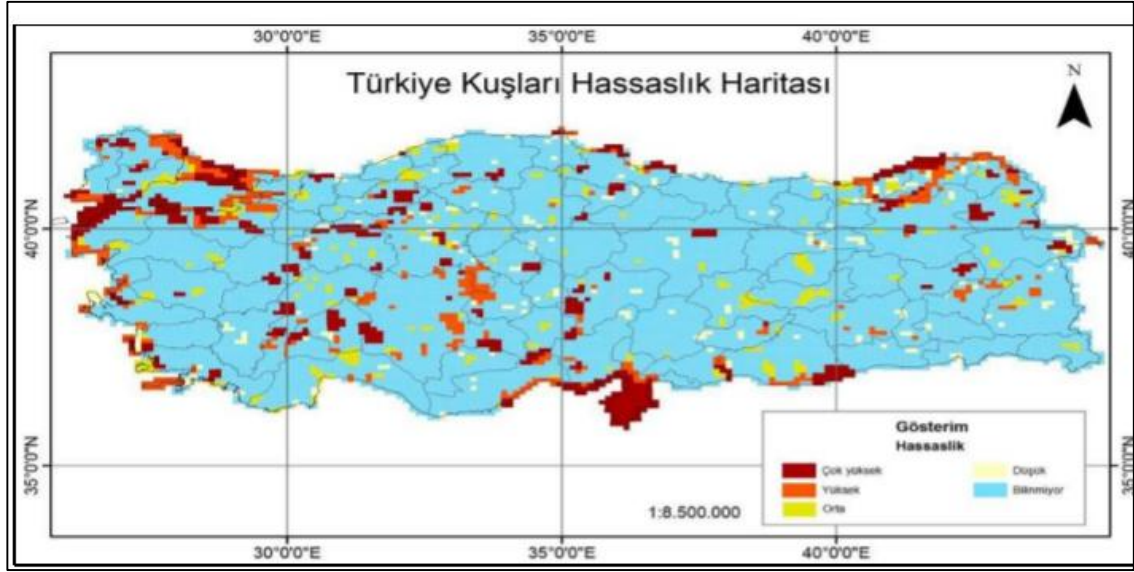 30°0'0"E 35°0'0"E 40°0'0"E
Türkiye Kuşları Hassaslık Haritası
N
40°0'0"N 40°0'0"N
35°0'0"N 35°0'0"N
Gösterim
Hassaslik
Çok yüksek
Yüksek
Orta
Düşük
Bilinmiyor
1:8.500.000
30°0'0"E 35°0'0"E 40°0'0"E